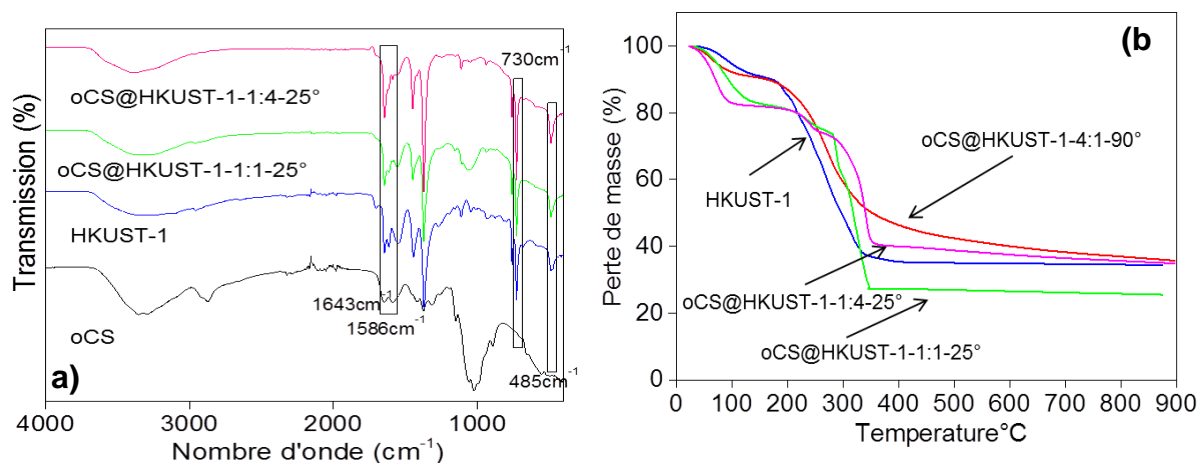 Transmission (%)
oCS@HKUST-1-1:4-25°
oCS@HKUST-1-1:1-25°
HKUST-1
oCS
730cm-1
1643cm-1
1586cm-1
485cm-1
a)
4000 3000 2000 1000
Nombre d'onde (cm-1)
(b)
Perte de masse (%)
100
80
60
40
20
0
oCS@HKUST-1-4:1-90°
HKUST-1
oCS@HKUST-1-1:4-25°
oCS@HKUST-1-1:1-25°
0 100 200 300 400 500 600 700 800 900
Temperature°C